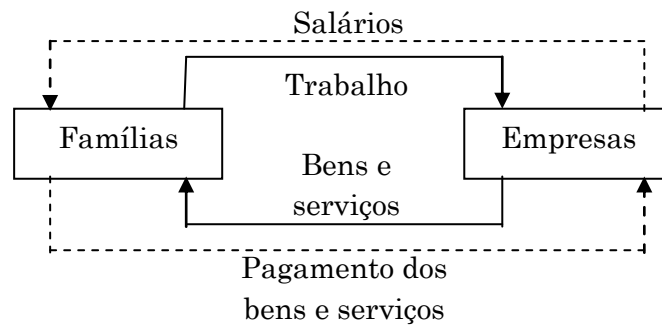 Salários
Trabalho
Famílias
Empresas
Bens e
serviços
Pagamento dos
bens e serviços